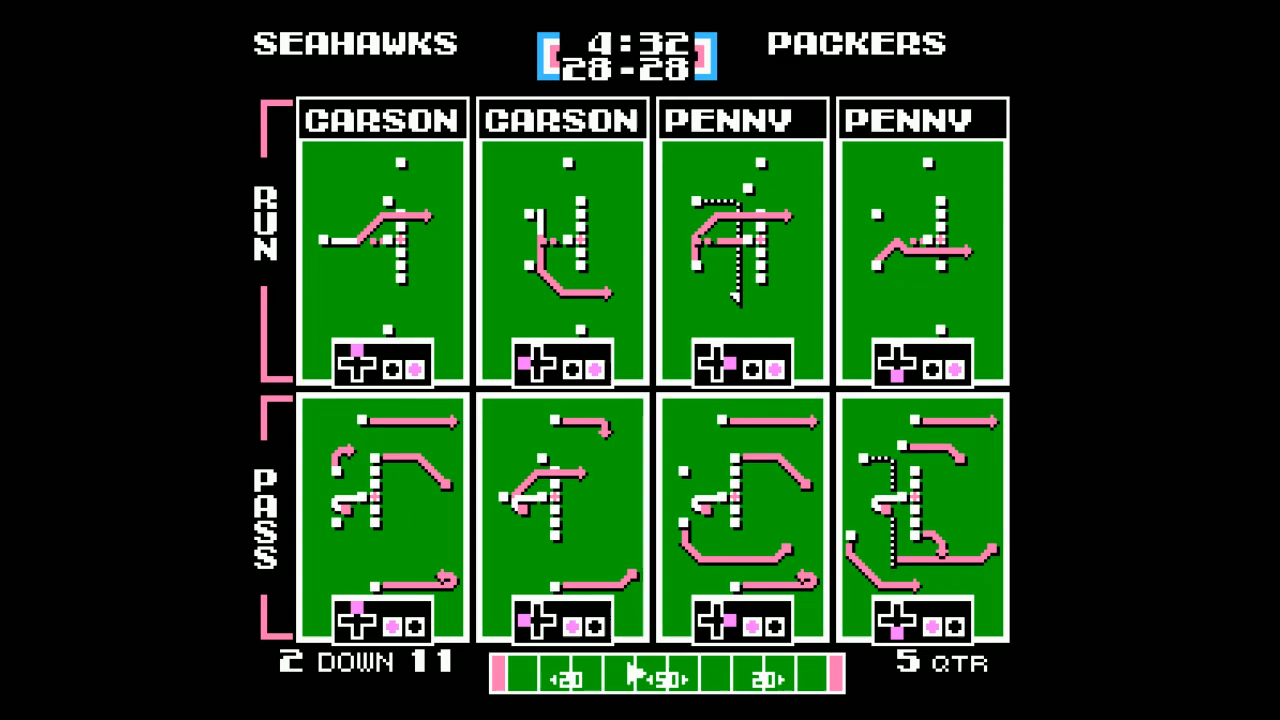 SEAHAWKS 4:32 PACKERS
28-28
CARSON CARSON PENNY PENNY
RUN
PASS
2 DOWN 11 5 QTR
20 50 20